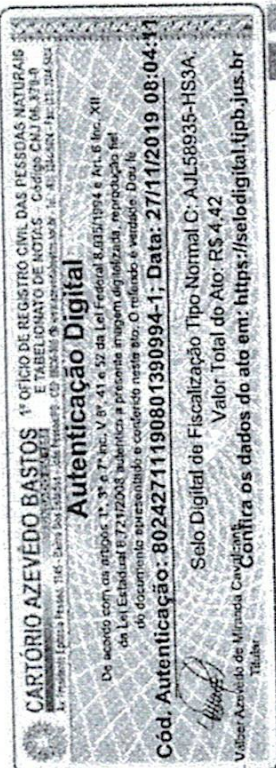 CARTÓRIO AZEVÊDO BASTOS
1º OFÍCIO DE REGISTRO CIVIL DAS PESSOAS NATURAIS
E TABELIONATO DE NOTAS - Código CNJ 06.870-0
Autenticação Digital
De acordo com os artigos 1º, 3º e 7º inc. V 8º, 41 e 52 da Lei Federal 8.935/1994 e Art. 6 Inc. XII
da Lei Estadual 8.721/2008 autentico a presente imagem digitalizada, reprodução fiel
do documento apresentado e conferido neste ato. O referido é verdade. Dou fé
Cód. Autenticação: 80242711190801390994-1; Data: 27/11/2019 08:04:11
Selo Digital de Fiscalização Tipo Normal C: AJL58935-HS3A;
Valor Total do Ato: R$ 4,42
Válber Azevêdo de Miranda Cavalcanti
Titular
Confira os dados do ato em: https://selodigital.tjpb.jus.br